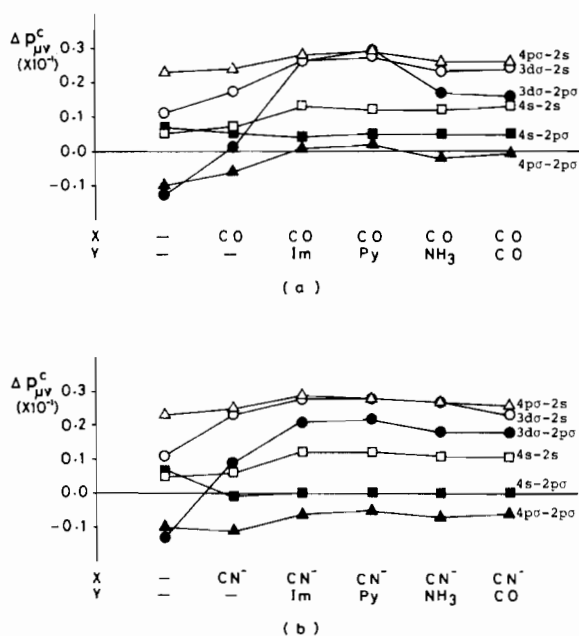 Δ P^c_μν
(X10⁻¹)
0.3
0.2
0.1
0.0
-0.1
4pσ-2s
3dσ-2s
3dσ-2pσ
4s-2s
4s-2pσ
4pσ-2pσ
X — CO CO CO CO CO
Y — — Im Py NH₃ CO
(a)
Δ P^c_μν
(X10⁻¹)
0.3
0.2
0.1
0.0
-0.1
4pσ-2s
3dσ-2s
3dσ-2pσ
4s-2s
4s-2pσ
4pσ-2pσ
X — CN⁻ CN⁻ CN⁻ CN⁻ CN⁻
Y — — Im Py NH₃ CO
(b)